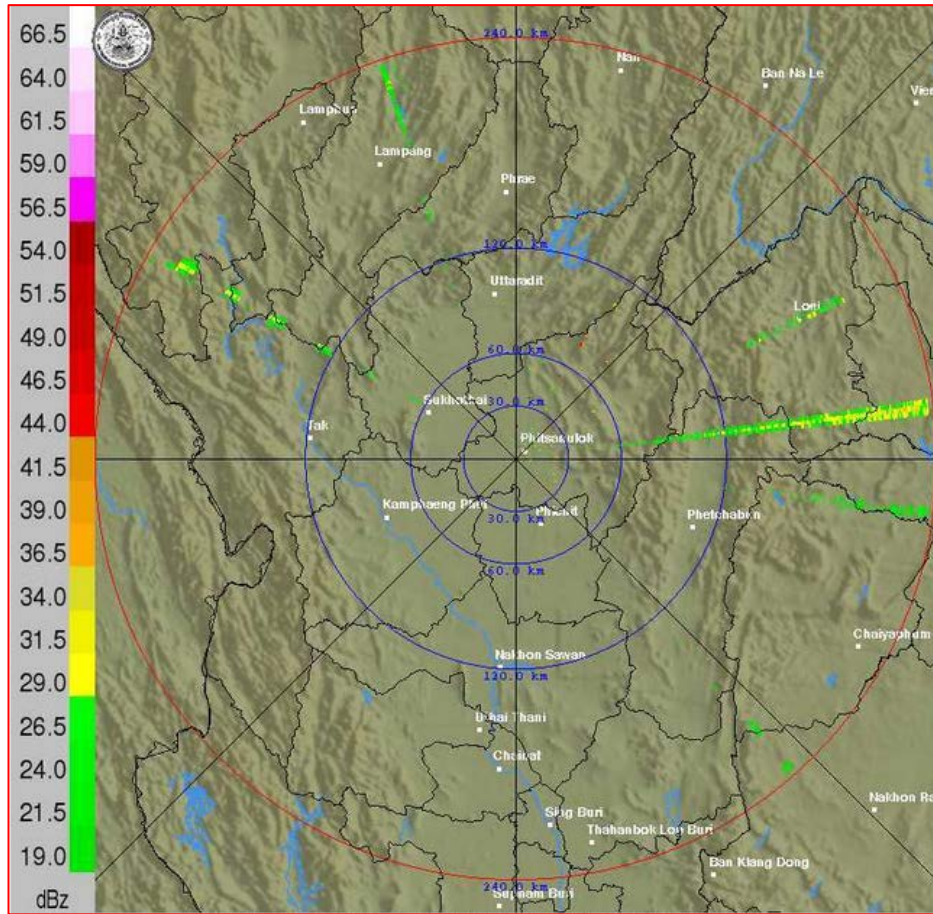 66.5
64.0
61.5
59.0
56.5
54.0
51.5
49.0
46.5
44.0
41.5
39.0
36.5
34.0
31.5
29.0
26.5
24.0
21.5
19.0
dBz
240.0 km
Nan
Ban Na Le
Lamphun
Lampang
Phrae
120.0 km
Uttaradit
Loei
60.0 km
Sukhothai
30.0 km
Tak
Phitsanulok
Kamphaeng Phet
30.0 km
Phichit
Phetchabun
60.0 km
Chaiyaphum
Nakhon Sawan
120.0 km
Uthai Thani
Chainat
Sing Buri
Thahanbok Lop Buri
Nakhon Ra
Ban Klang Dong
240.0 km
Suphan Buri